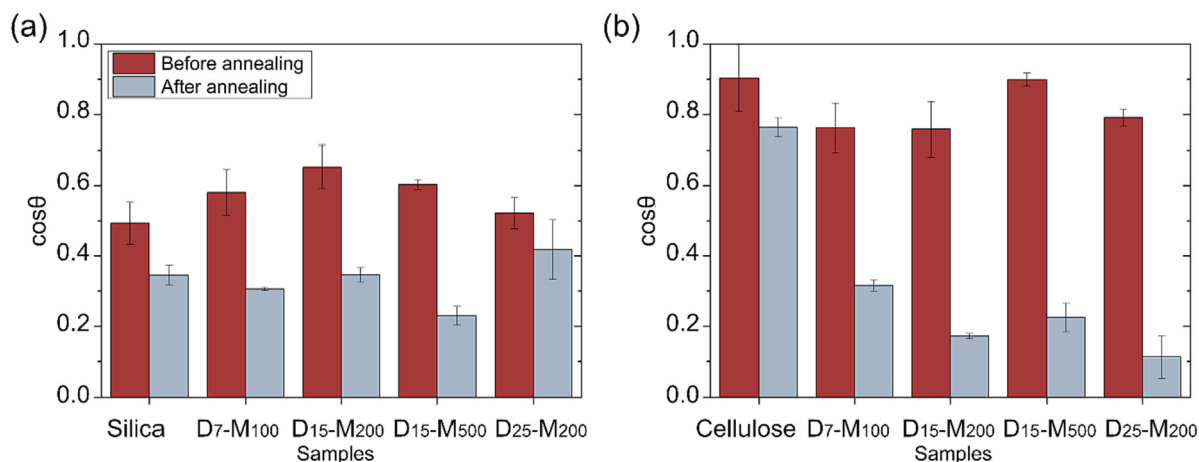 (a)
1.0
0.8
0.6
0.4
0.2
0.0
cosθ
Before annealing
After annealing
Silica D7-M100 D15-M200 D15-M500 D25-M200
Samples
(b)
1.0
0.8
0.6
0.4
0.2
0.0
cosθ
Cellulose D7-M100 D15-M200 D15-M500 D25-M200
Samples